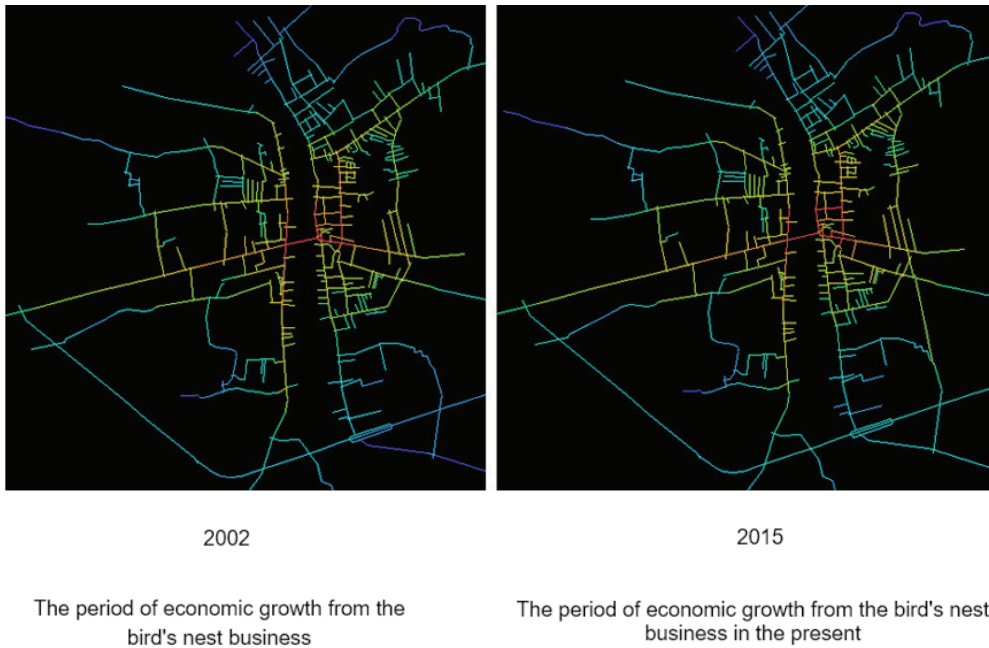 2002
2015
The period of economic growth from the
bird's nest business
The period of economic growth from the bird's nest
business in the present